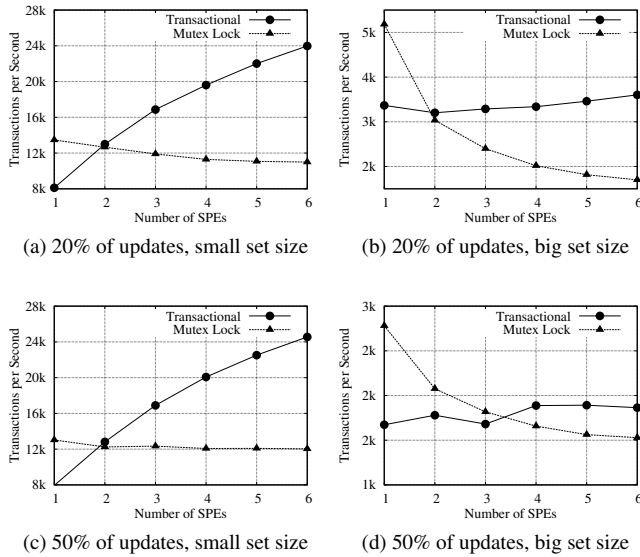 28k
24k
20k
16k
12k
8k
Transactions per Second
Transactional
Mutex Lock
1 2 3 4 5 6
Number of SPEs
(a) 20% of updates, small set size
5k
4k
3k
2k
Transactions per Second
Transactional
Mutex Lock
1 2 3 4 5 6
Number of SPEs
(b) 20% of updates, big set size
28k
24k
20k
16k
12k
8k
Transactions per Second
Transactional
Mutex Lock
1 2 3 4 5 6
Number of SPEs
(c) 50% of updates, small set size
3k
2k
2k
2k
1k
Transactions per Second
Transactional
Mutex Lock
1 2 3 4 5 6
Number of SPEs
(d) 50% of updates, big set size